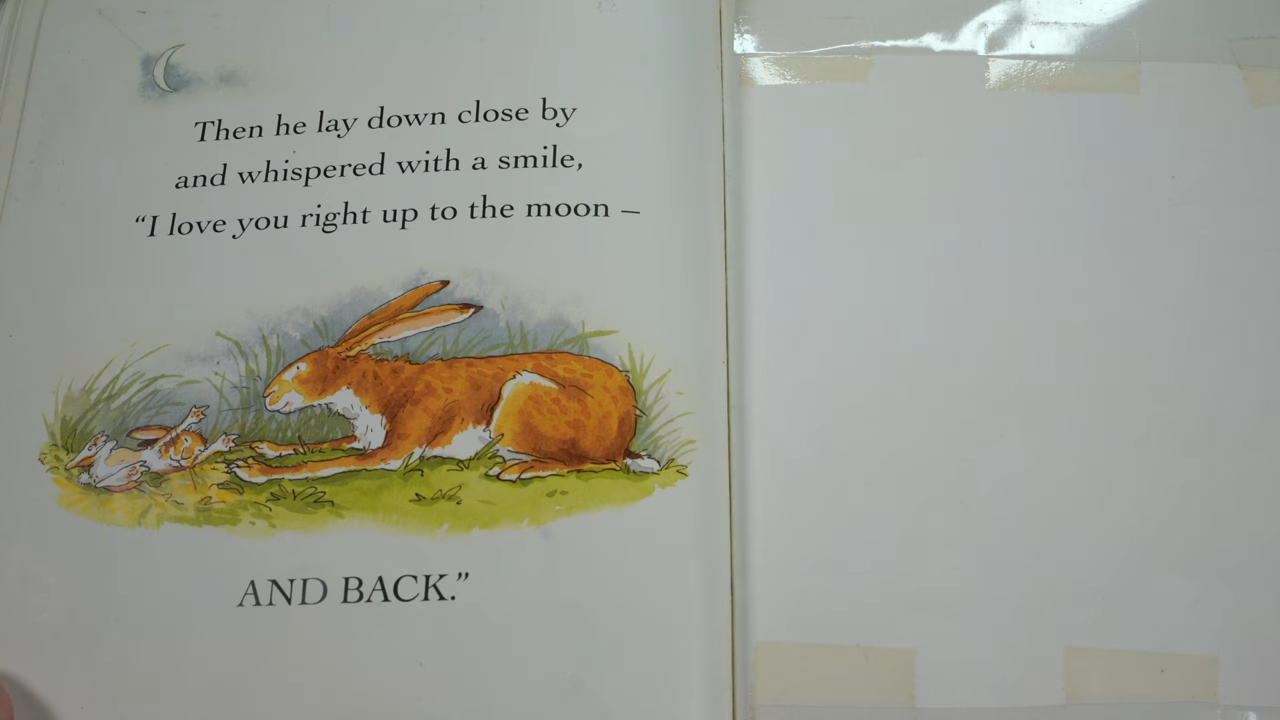 Then he lay down close by
and whispered with a smile,
“I love you right up to the moon –
AND BACK.”